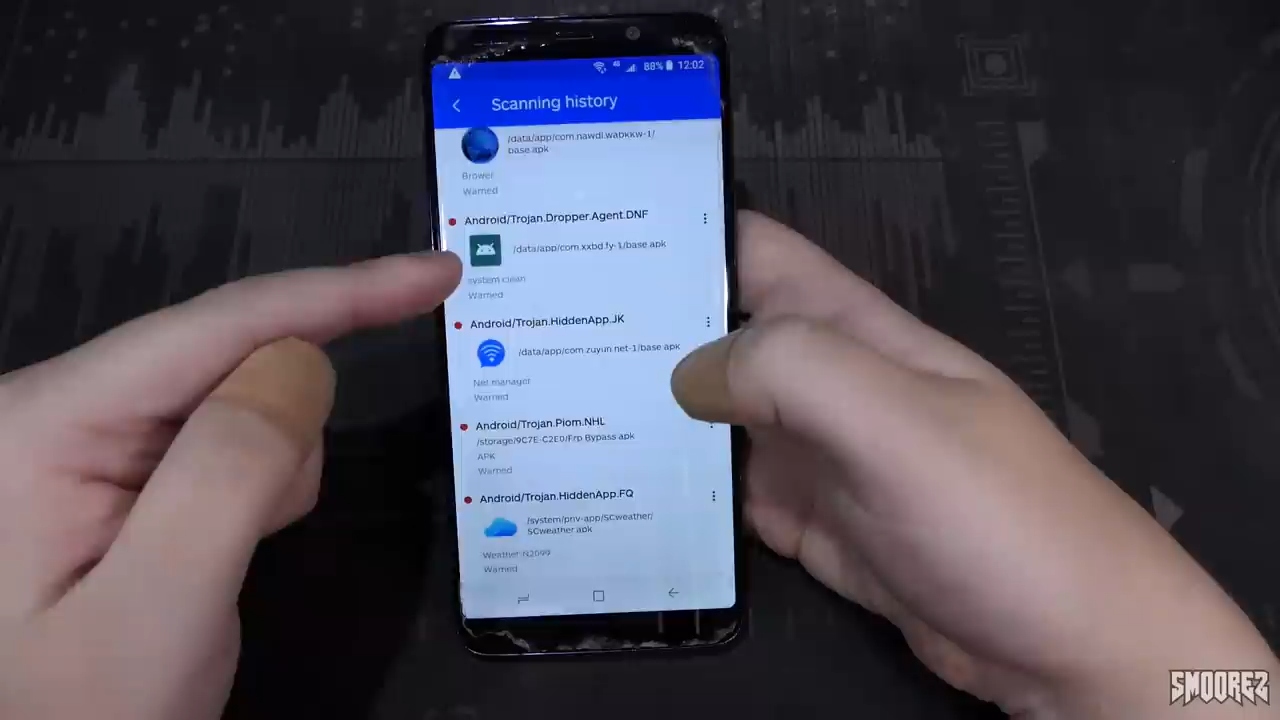 4G 88% 12:02
Scanning history
/data/app/com.nawdi.wabkkw-1/
base.apk
Brower
Warned
Android/Trojan.Dropper.Agent.DNF
/data/app/com.xxbd.fy-1/base.apk
system clean
Warned
Android/Trojan.HiddenApp.JK
/data/app/com.zuyun.net-1/base.apk
Net manager
Warned
Android/Trojan.Piom.NHL
/storage/9C7E-C2E0/Frp Bypass.apk
APK
Warned
Android/Trojan.HiddenApp.FQ
/system/priv-app/SCweather/
SCweather.apk
Weather-N2099
Warned
SMOOREZ